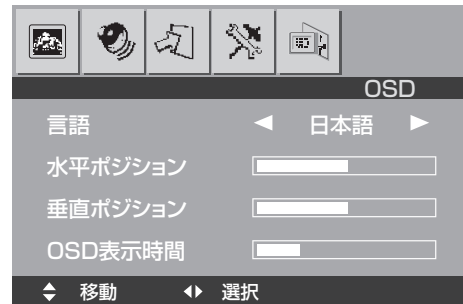 OSD
言語 ◀ 日本語 ▶
水平ポジション
垂直ポジション
OSD表示時間
移動 選択